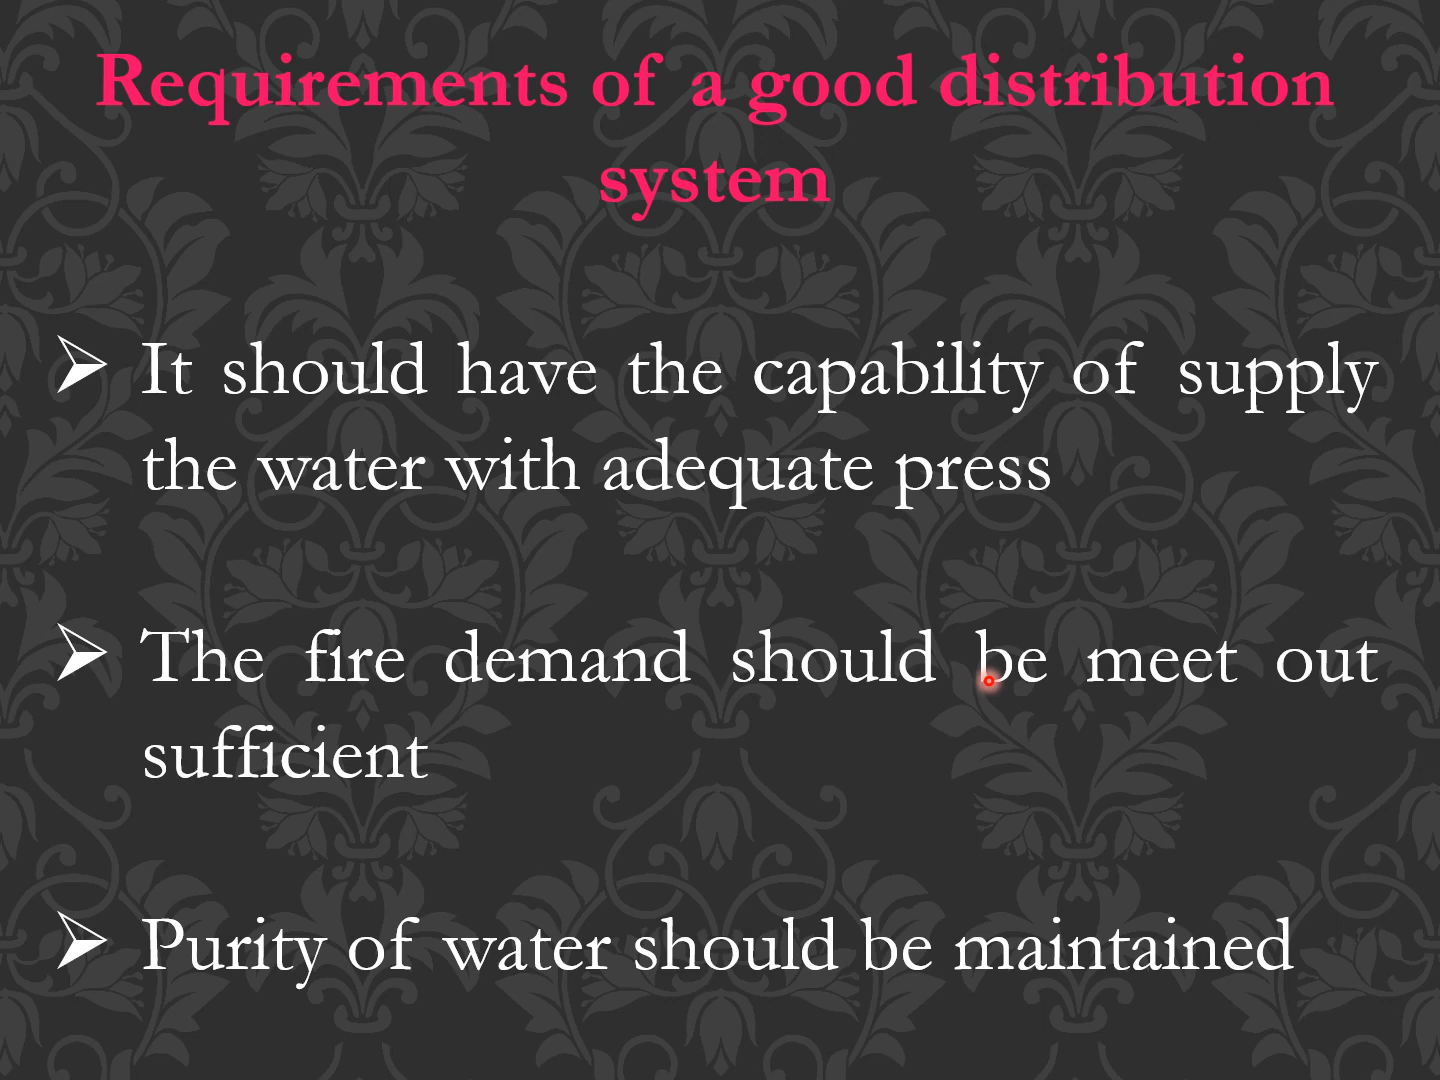 Requirements of a good distribution
system
It should have the capability of supply
the water with adequate press
The fire demand should be meet out
sufficient
Purity of water should be maintained